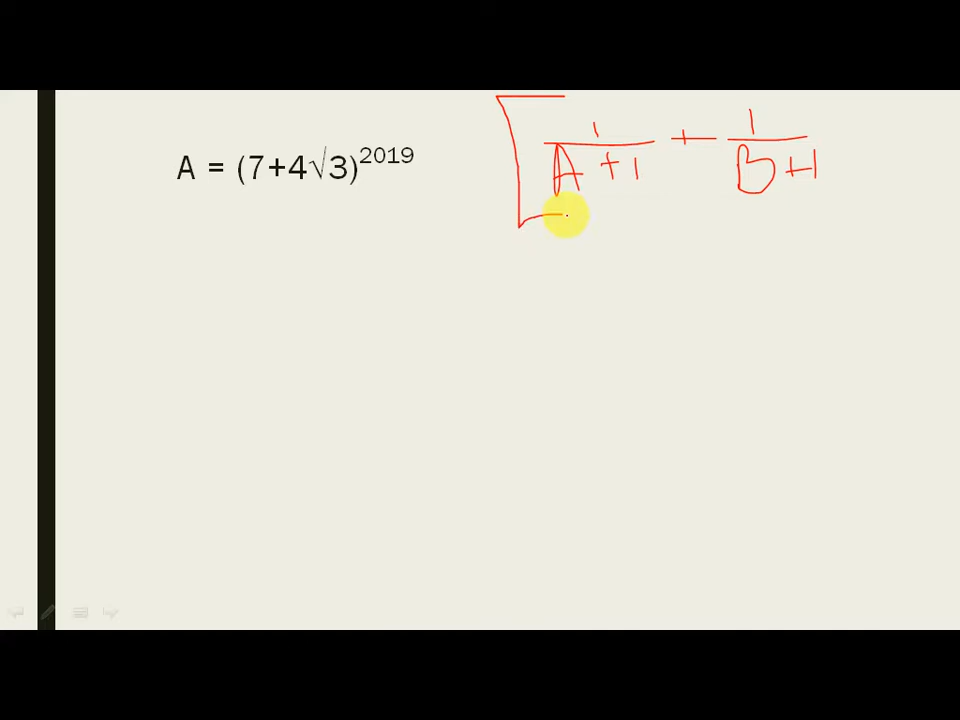 A = (7+4√3)²⁰¹⁹
1/(A+1) + 1/(B+1)